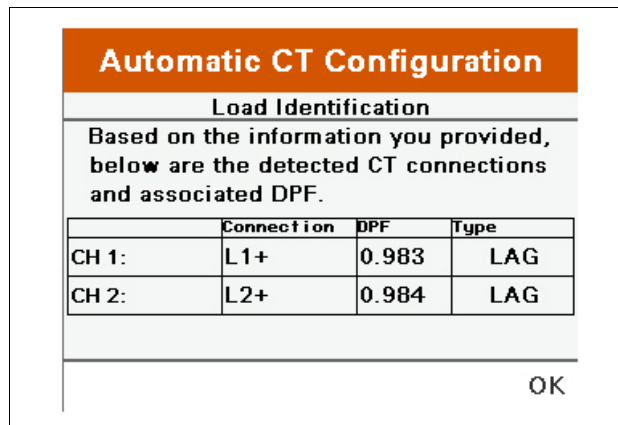 Automatic CT Configuration
Load Identification
Based on the information you provided,
below are the detected CT connections
and associated DPF.
Connection DPF Type
CH 1: L1+ 0.983 LAG
CH 2: L2+ 0.984 LAG
OK